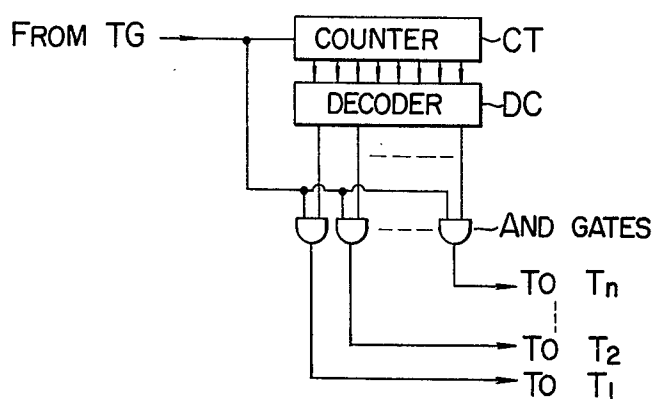 FROM TG
COUNTER
CT
DECODER
DC
AND GATES
TO Tn
TO T2
TO T1